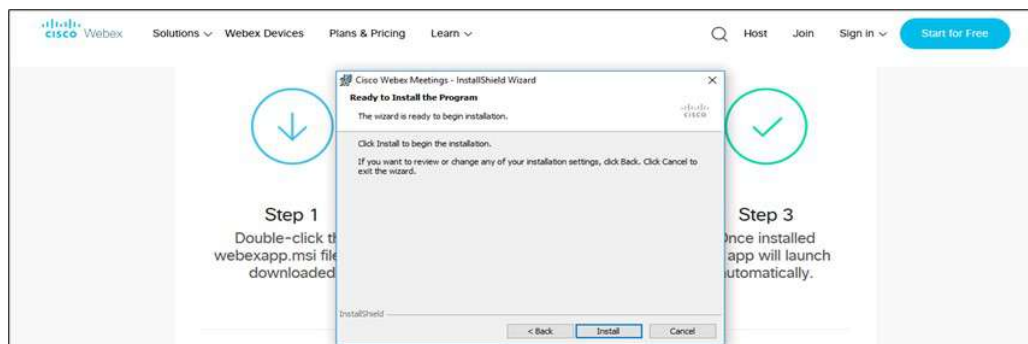 cisco Webex Solutions Webex Devices Plans & Pricing Learn Host Join Sign in Start for Free
Cisco Webex Meetings - InstallShield Wizard
Ready to Install the Program
The wizard is ready to begin installation.
cisco
Click Install to begin the installation.
If you want to review or change any of your installation settings, click Back. Click Cancel to
exit the wizard.
InstallShield
< Back Install Cancel
Step 1
Double-click
webexapp.msi file
downloaded
Step 3
Once installed
app will launch
automatically.